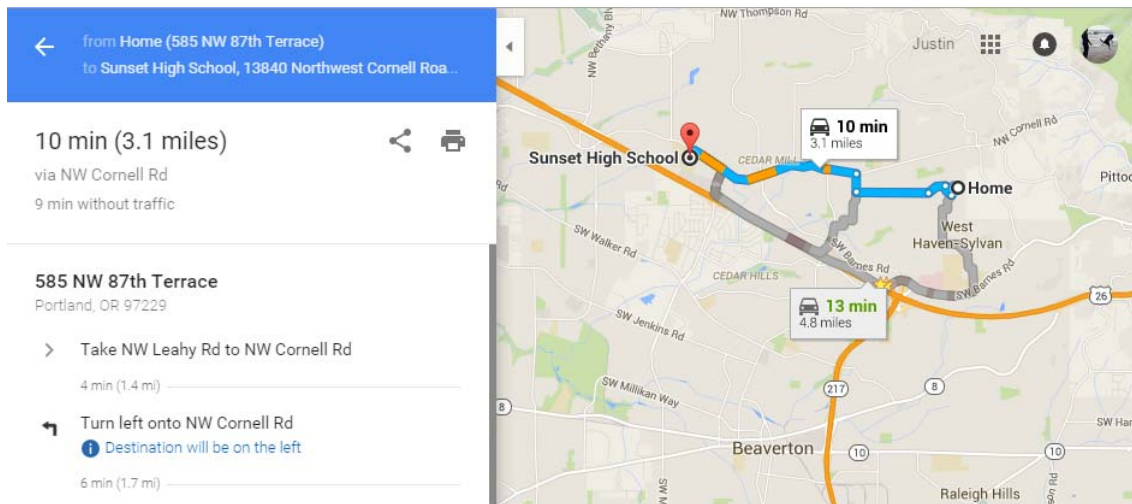 from Home (585 NW 87th Terrace)
to Sunset High School, 13840 Northwest Cornell Roa...
10 min (3.1 miles)
via NW Cornell Rd
9 min without traffic
585 NW 87th Terrace
Portland, OR 97229
Take NW Leahy Rd to NW Cornell Rd
4 min (1.4 mi)
Turn left onto NW Cornell Rd
Destination will be on the left
6 min (1.7 mi)
NW Thompson Rd
NW Bethany Blv
Justin
10 min
3.1 miles
NW Cornell Rd
Sunset High School
CEDAR MILL
Home
Pittoc
West
Haven-Sylvan
SW Walker Rd
SW Barnes Rd
CEDAR HILLS
SW Barnes Rd
26
13 min
4.8 miles
SW Jenkins Rd
SW Millikan Way
217
8
8
SW Har
Beaverton
10
10
SW M
Raleigh Hills